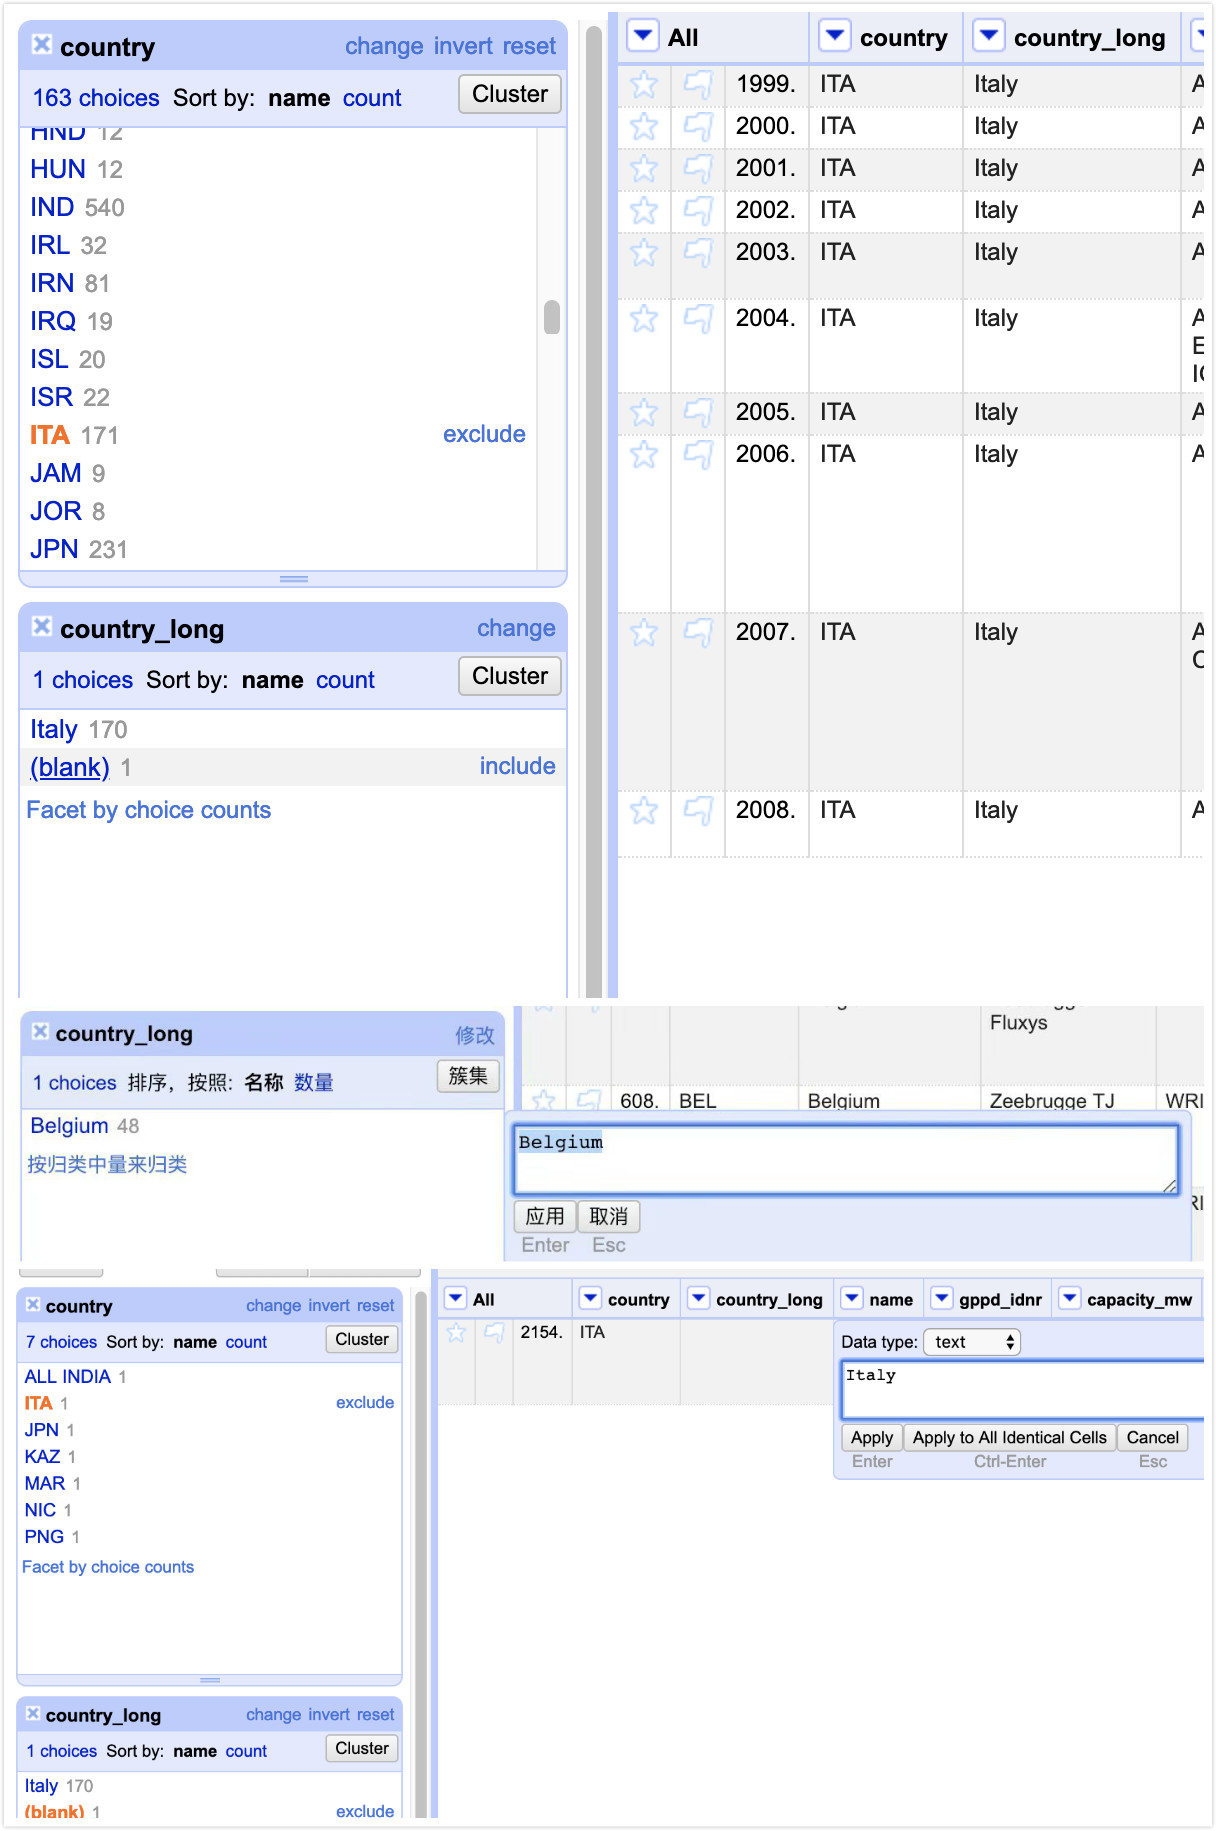 country
change invert reset
163 choices Sort by: name count
Cluster
HND 12
HUN 12
IND 540
IRL 32
IRN 81
IRQ 19
ISL 20
ISR 22
ITA 171 exclude
JAM 9
JOR 8
JPN 231
country_long
change
1 choices Sort by: name count
Cluster
Italy 170
(blank) 1 include
Facet by choice counts
All country country_long
1999. ITA Italy A
2000. ITA Italy A
2001. ITA Italy A
2002. ITA Italy A
2003. ITA Italy A
2004. ITA Italy A
E
2005. ITA Italy A
2006. ITA Italy A
2007. ITA Italy A
C
2008. ITA Italy A
country_long
修改
1 choices 排序，按照: 名称 数量
簇集
Belgium 48
按归类中量来归类
Fluxys
608. BEL Belgium Zeebrugge TJ WRI
Belgium
应用 取消
Enter Esc
RI
country
change invert reset
7 choices Sort by: name count
Cluster
ALL INDIA 1
ITA 1 exclude
JPN 1
KAZ 1
MAR 1
NIC 1
PNG 1
Facet by choice counts
country_long
change invert reset
1 choices Sort by: name count
Cluster
Italy 170
(blank) 1 exclude
All country country_long name gppd_idnr capacity_mw
2154. ITA
Data type: text
Italy
Apply Apply to All Identical Cells Cancel
Enter Ctrl-Enter Esc